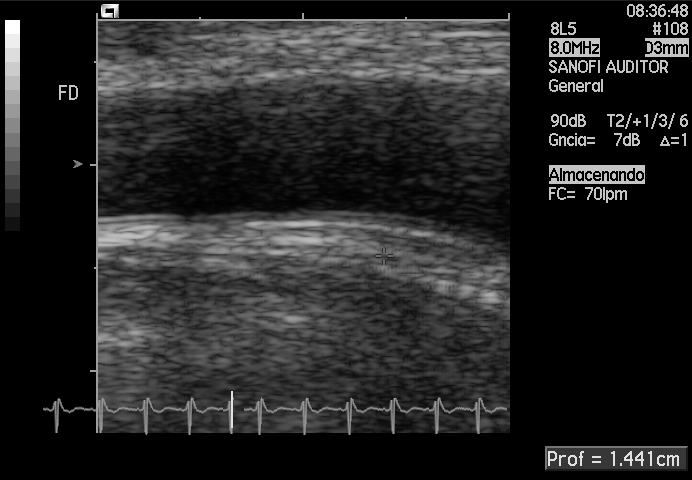 08:36:48
8L5 #108
8.0MHz D3mm
SANOFI AUDITOR
General
FD
90dB T2/+1/3/ 6
Gncia= 7dB Δ=1
Almacenando
FC= 70lpm
Prof = 1.441cm